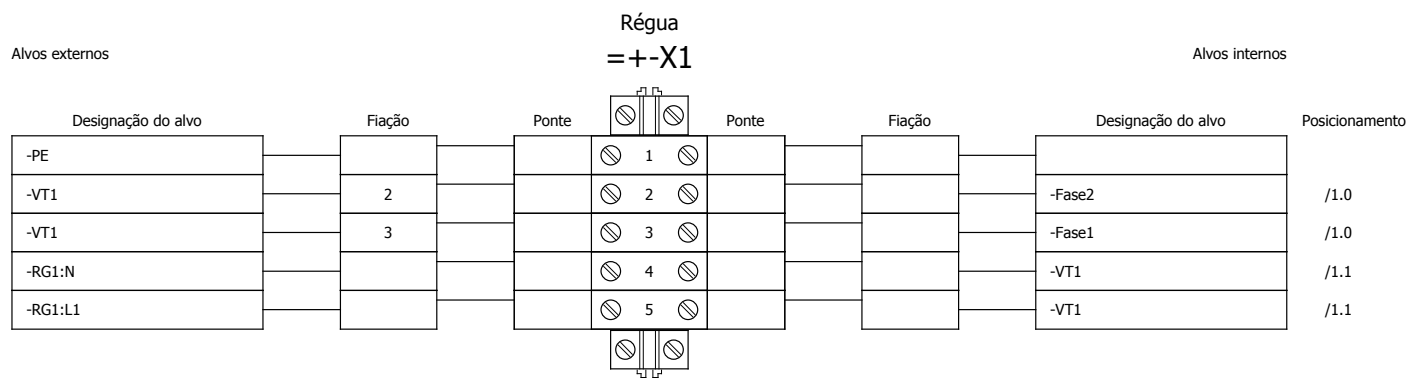 Régua
Alvos externos =+-X1 Alvos internos
Designação do alvo Fiação Ponte Ponte Fiação Designação do alvo Posicionamento
-PE 1
-VT1 2 2 -Fase2 /1.0
-VT1 3 3 -Fase1 /1.0
-RG1:N 4 -VT1 /1.1
-RG1:L1 5 -VT1 /1.1